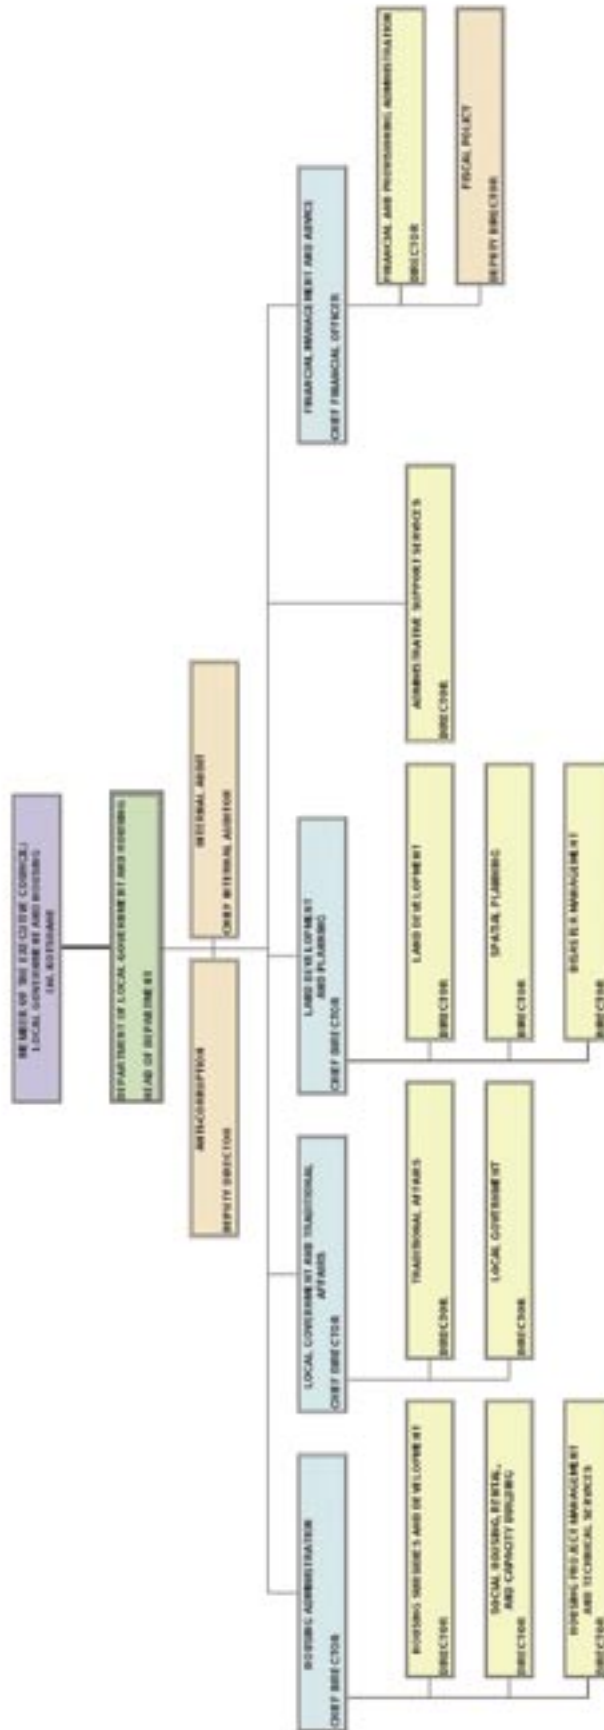 MEMBER OF THE EXECUTIVE COUNCIL:
LOCAL GOVERNMENT AND HOUSING
DEPARTMENT OF LOCAL GOVERNMENT AND HOUSING
HEAD OF DEPARTMENT
ANTI-CORRUPTION
DEPUTY DIRECTOR
INTERNAL AUDIT
CHIEF INTERNAL AUDITOR
HOUSING ADMINISTRATION
CHIEF DIRECTOR
LOCAL GOVERNMENT AND TRADITIONAL
AFFAIRS
CHIEF DIRECTOR
LAND DEVELOPMENT
AND PLANNING
CHIEF DIRECTOR
FINANCIAL MANAGEMENT AND ADVICE
CHIEF FINANCIAL OFFICER
HOUSING SUBSIDIES AND DEVELOPMENT
DIRECTOR
SOCIAL HOUSING, RENTAL,
AND CAPACITY BUILDING
DIRECTOR
HOUSING PROJECT MANAGEMENT
AND TECHNICAL SERVICES
DIRECTOR
TRADITIONAL AFFAIRS
DIRECTOR
LOCAL GOVERNMENT
DIRECTOR
LAND DEVELOPMENT
DIRECTOR
SPATIAL PLANNING
DIRECTOR
DISASTER MANAGEMENT
DIRECTOR
ADMINISTRATIVE SUPPORT SERVICES
DIRECTOR
FINANCIAL AND PROVISIONING ADMINISTRATION
DIRECTOR
FISCAL POLICY
DEPUTY DIRECTOR